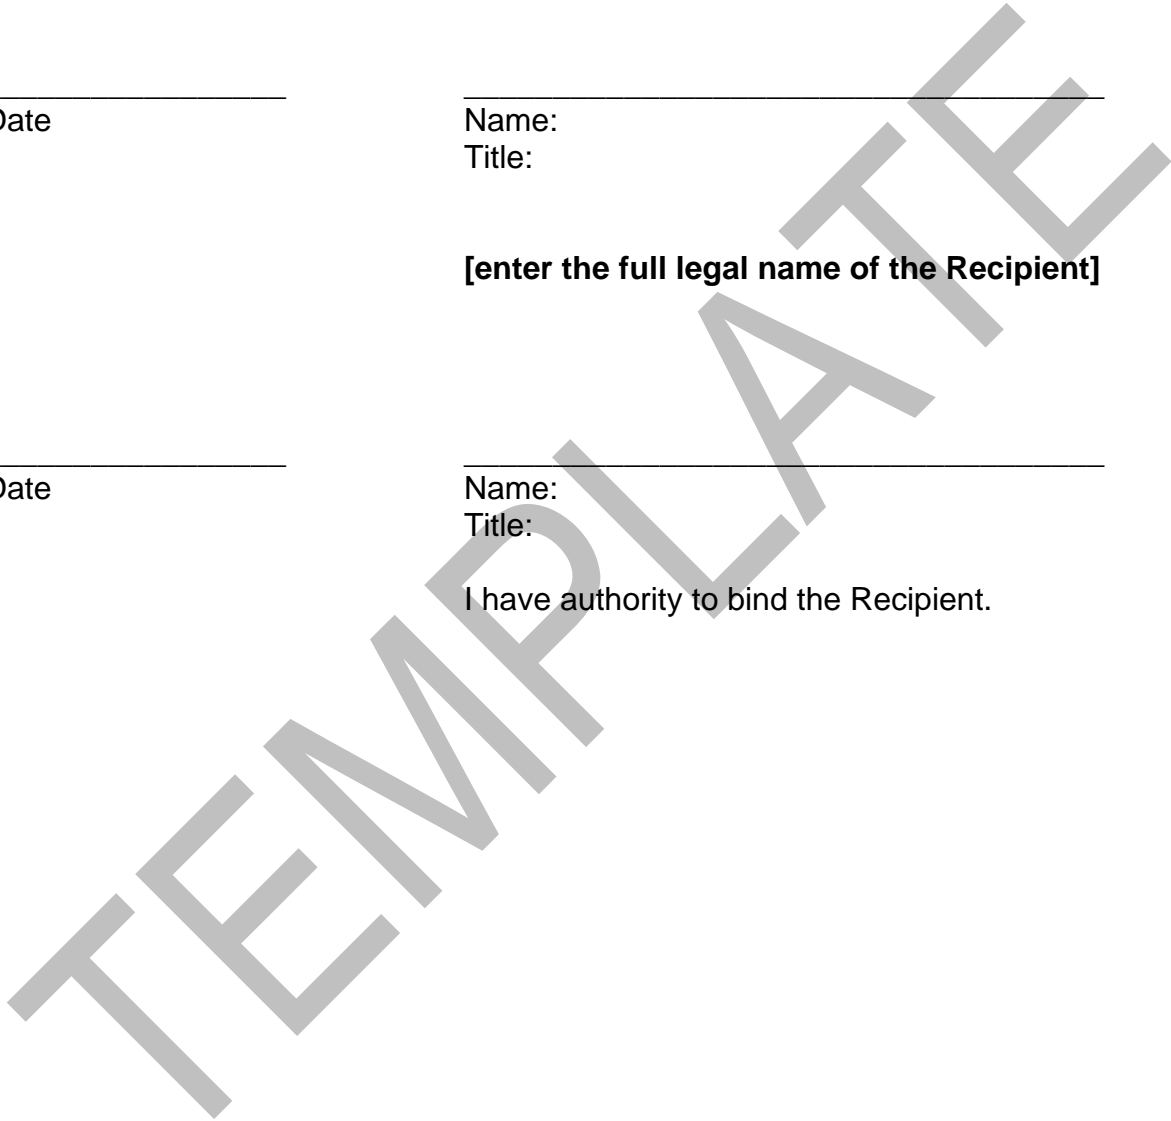 Date Name:
Title:
[enter the full legal name of the Recipient]
Date Name:
Title:
I have authority to bind the Recipient.
TEMPLATE